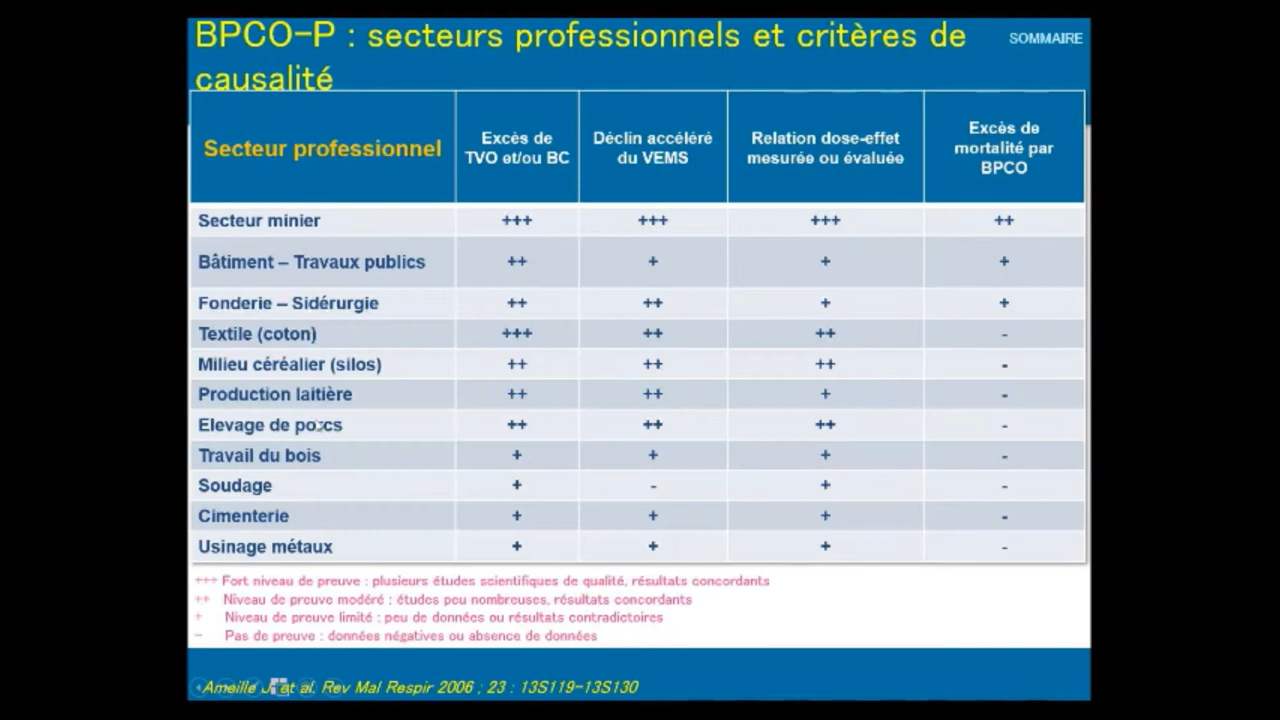 BPCO-P : secteurs professionnels et critères de
causalité
SOMMAIRE
Secteur professionnel
Excès de
TVO et/ou BC
Déclin accéléré
du VEMS
Relation dose-effet
mesurée ou évaluée
Excès de
mortalité par
BPCO
Secteur minier +++ +++ +++ ++
Bâtiment – Travaux publics ++ + + +
Fonderie – Sidérurgie ++ ++ + +
Textile (coton) +++ ++ ++ -
Milieu céréalier (silos) ++ ++ ++ -
Production laitière ++ ++ + -
Elevage de porcs ++ ++ ++ -
Travail du bois + + + -
Soudage + - + -
Cimenterie + + + -
Usinage métaux + + + -
+++ Fort niveau de preuve : plusieurs études scientifiques de qualité, résultats concordants
++ Niveau de preuve modéré : études peu nombreuses, résultats concordants
+ Niveau de preuve limité : peu de données ou résultats contradictoires
- Pas de preuve : données négatives ou absence de données
Ameille J, et al. Rev Mal Respir 2006 ; 23 : 13S119-13S130